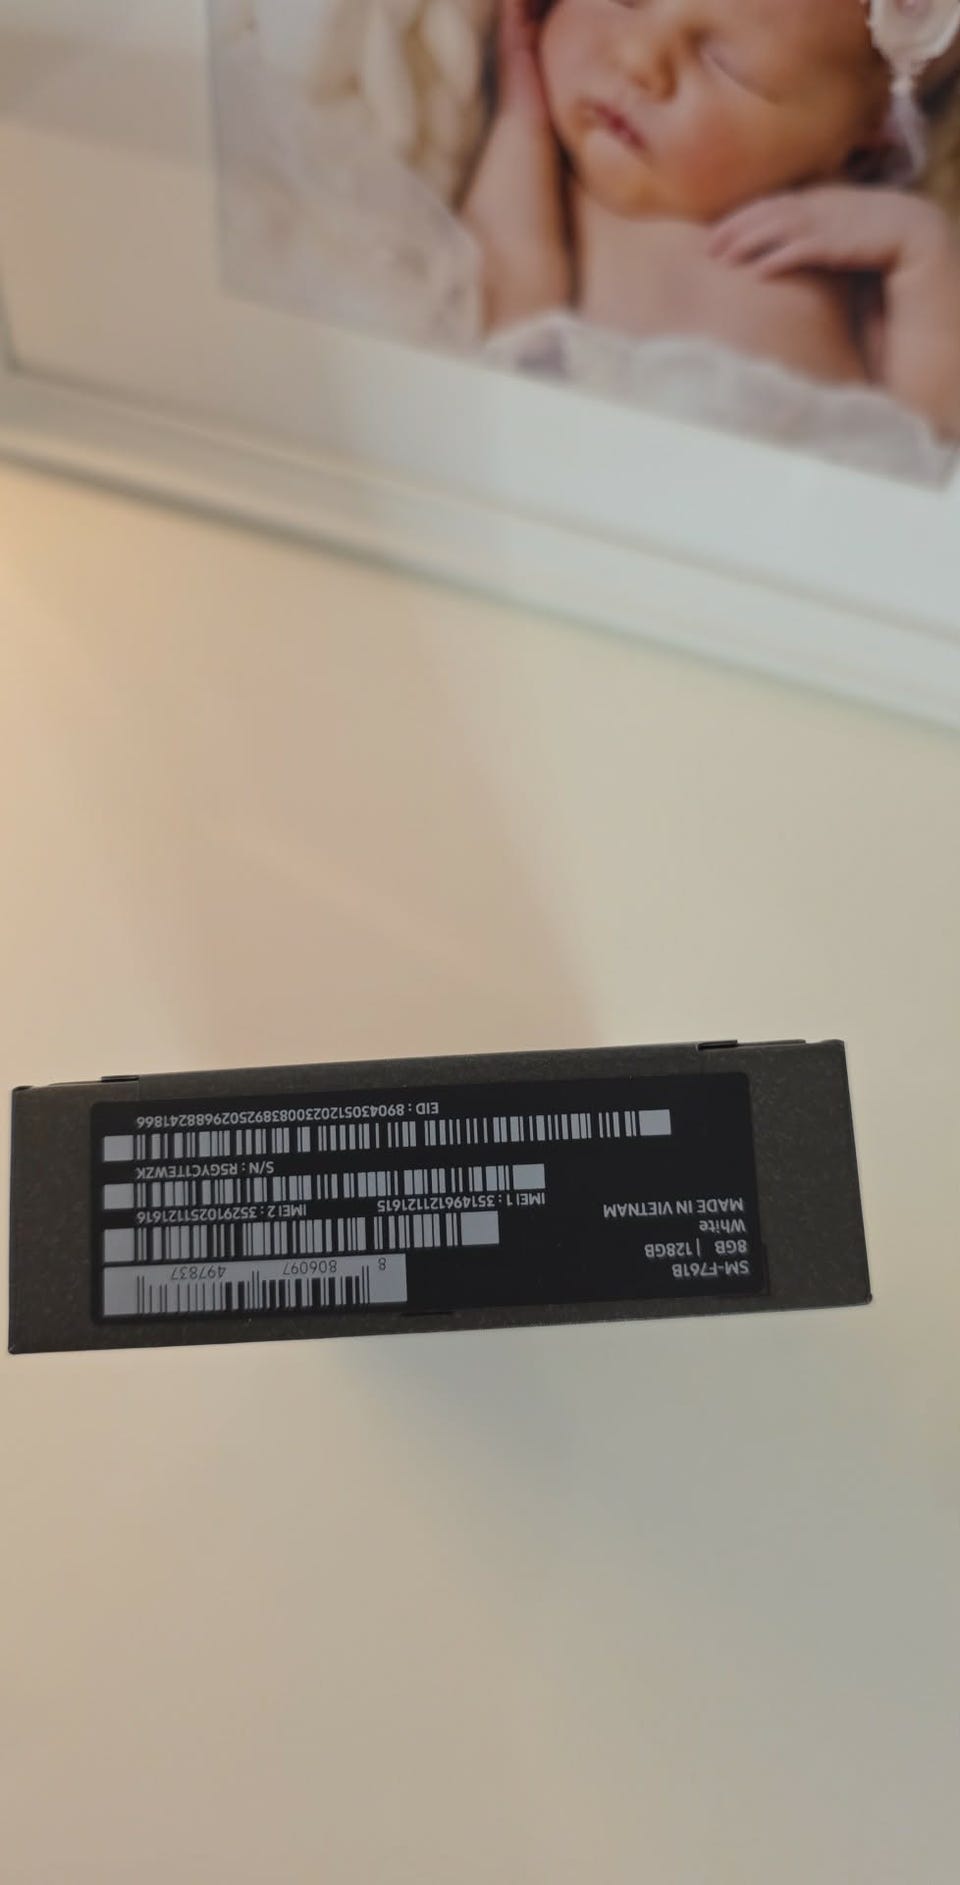 SM-F761B
8GB | 128GB
White
MADE IN VIETNAM
8 806097 497837
IMEI 1 : 351496121121615 IMEI 2 : 352910251121616
S/N : R5GYC1TEWZK
EID : 89043051202300838925029688241866